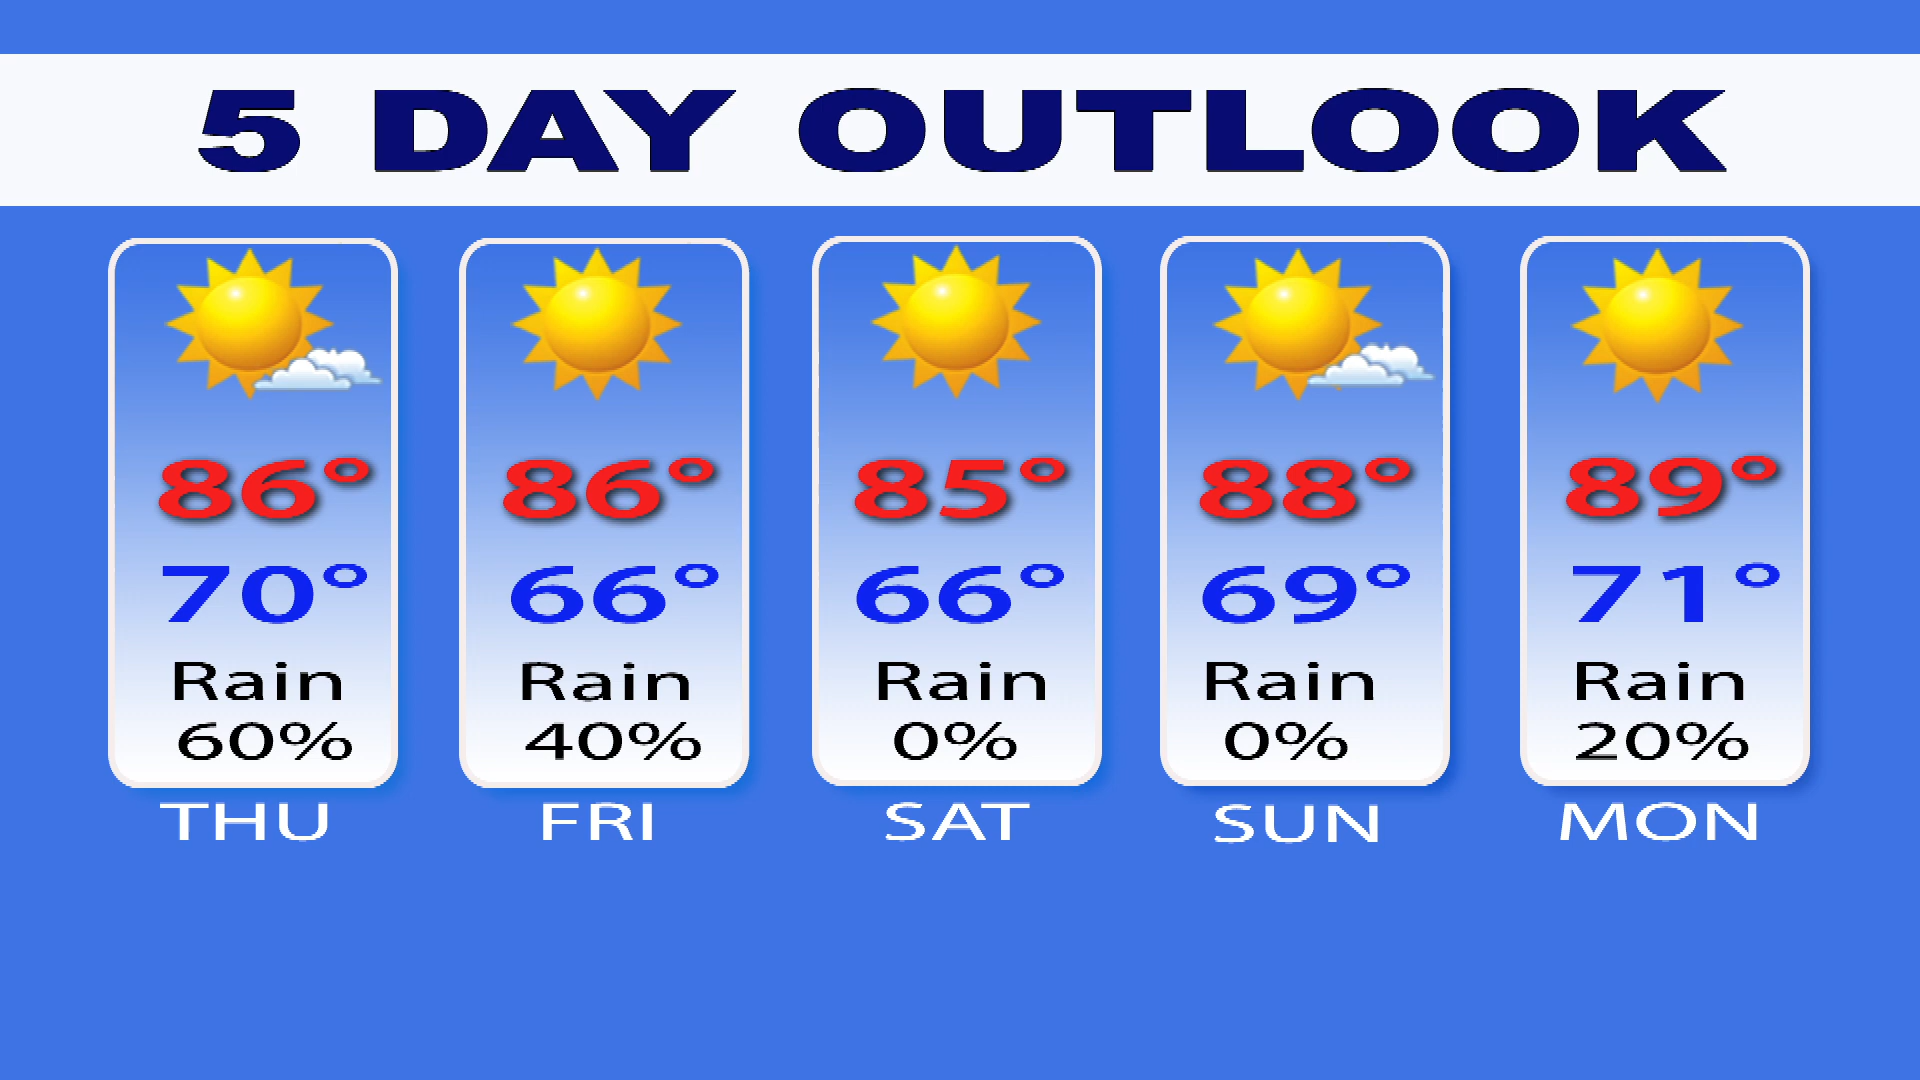 5 DAY OUTLOOK
86°
70°
Rain
60%
THU
86°
66°
Rain
40%
FRI
85°
66°
Rain
0%
SAT
88°
69°
Rain
0%
SUN
89°
71°
Rain
20%
MON